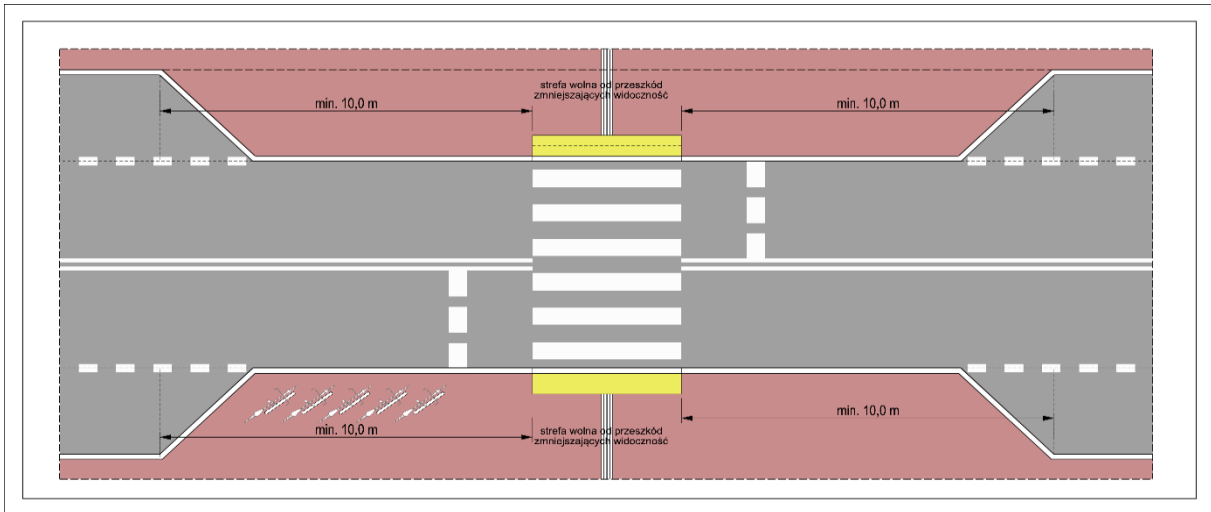 strefa wolna od przeszkód
zmniejszających widoczność
min. 10,0 m
min. 10,0 m
min. 10,0 m
min. 10,0 m
strefa wolna od przeszkód
zmniejszających widoczność